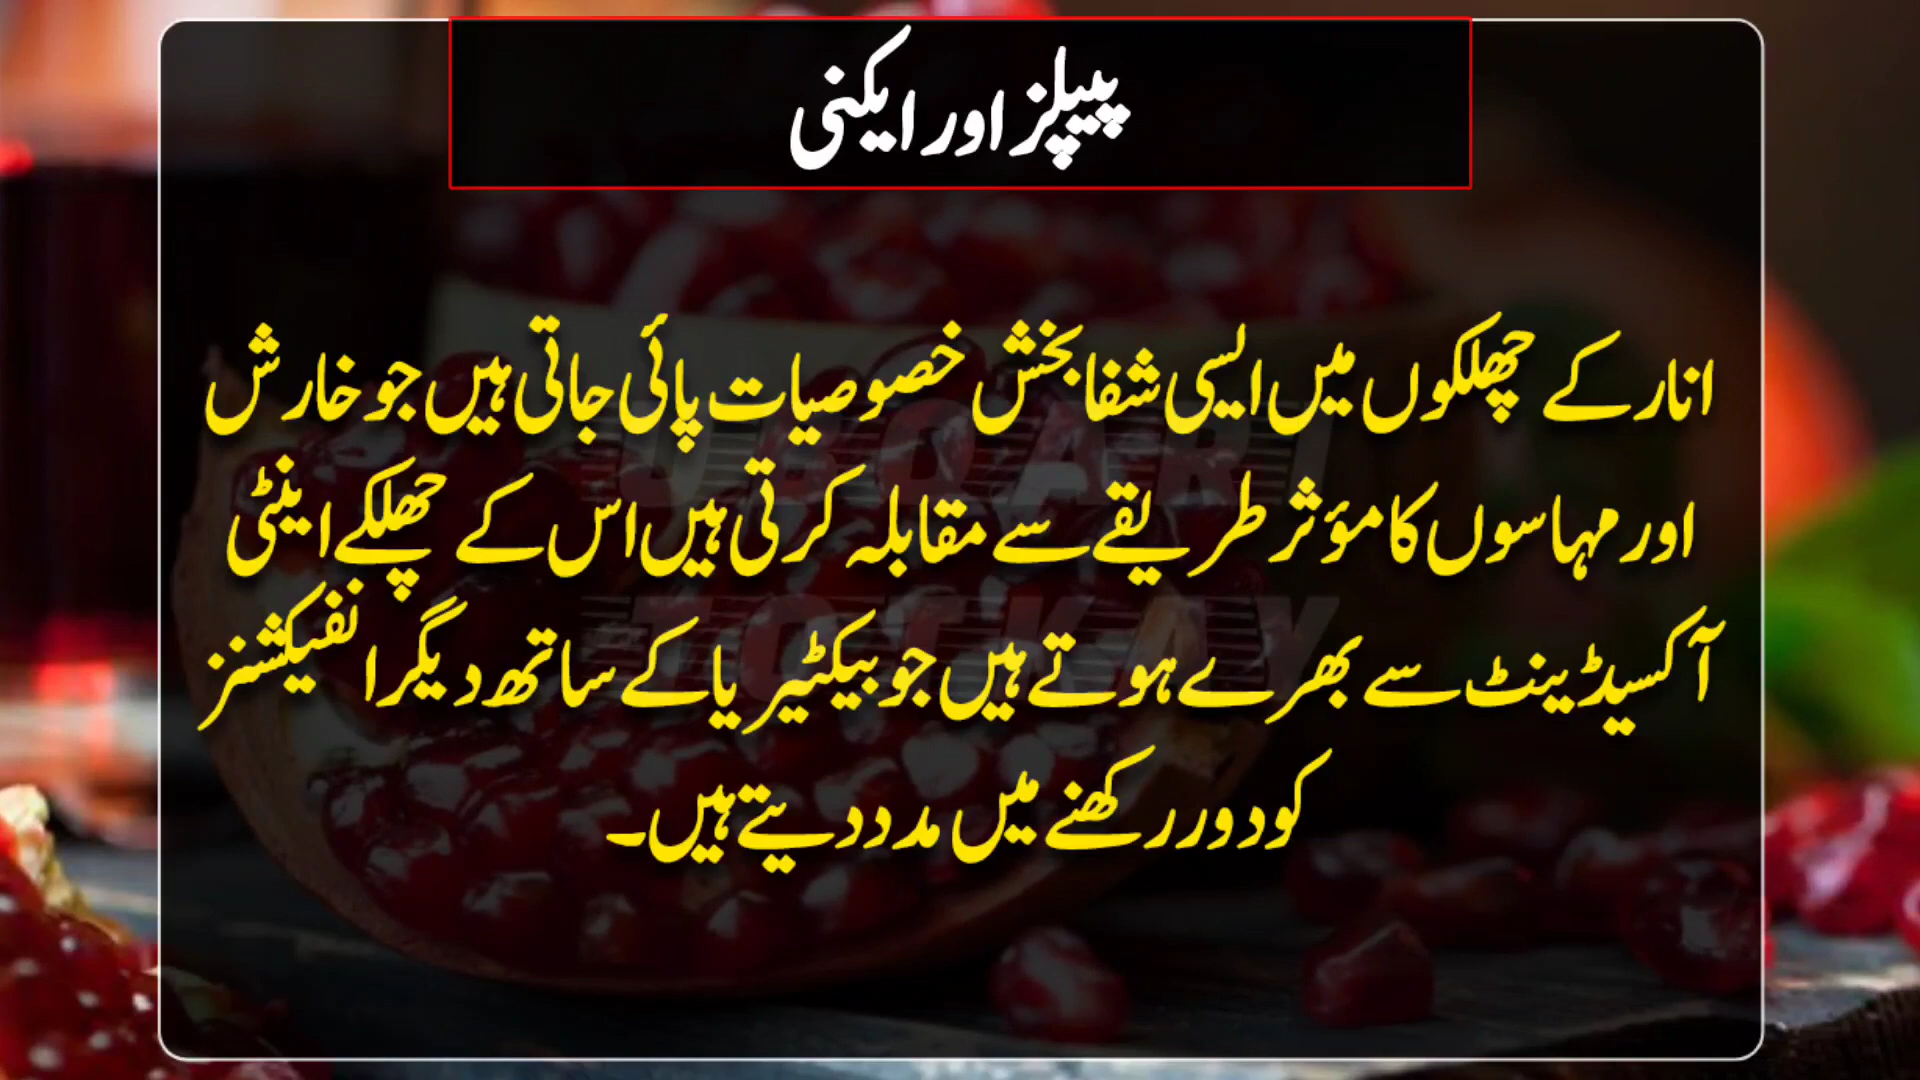 پیپلز اور ایکنی
انار کے چھلکوں میں ایسی شفا بخش خصوصیات پائی جاتی ہیں جو خارش
اور مہاسوں کا مؤثر طریقے سے مقابلہ کرتی ہیں اس کے چھلکے اینٹی
آکسیڈینٹ سے بھرے ہوتے ہیں جو بیکٹیریا کے ساتھ دیگر انفیکشنز
کو دور رکھنے میں مدد دیتے ہیں۔